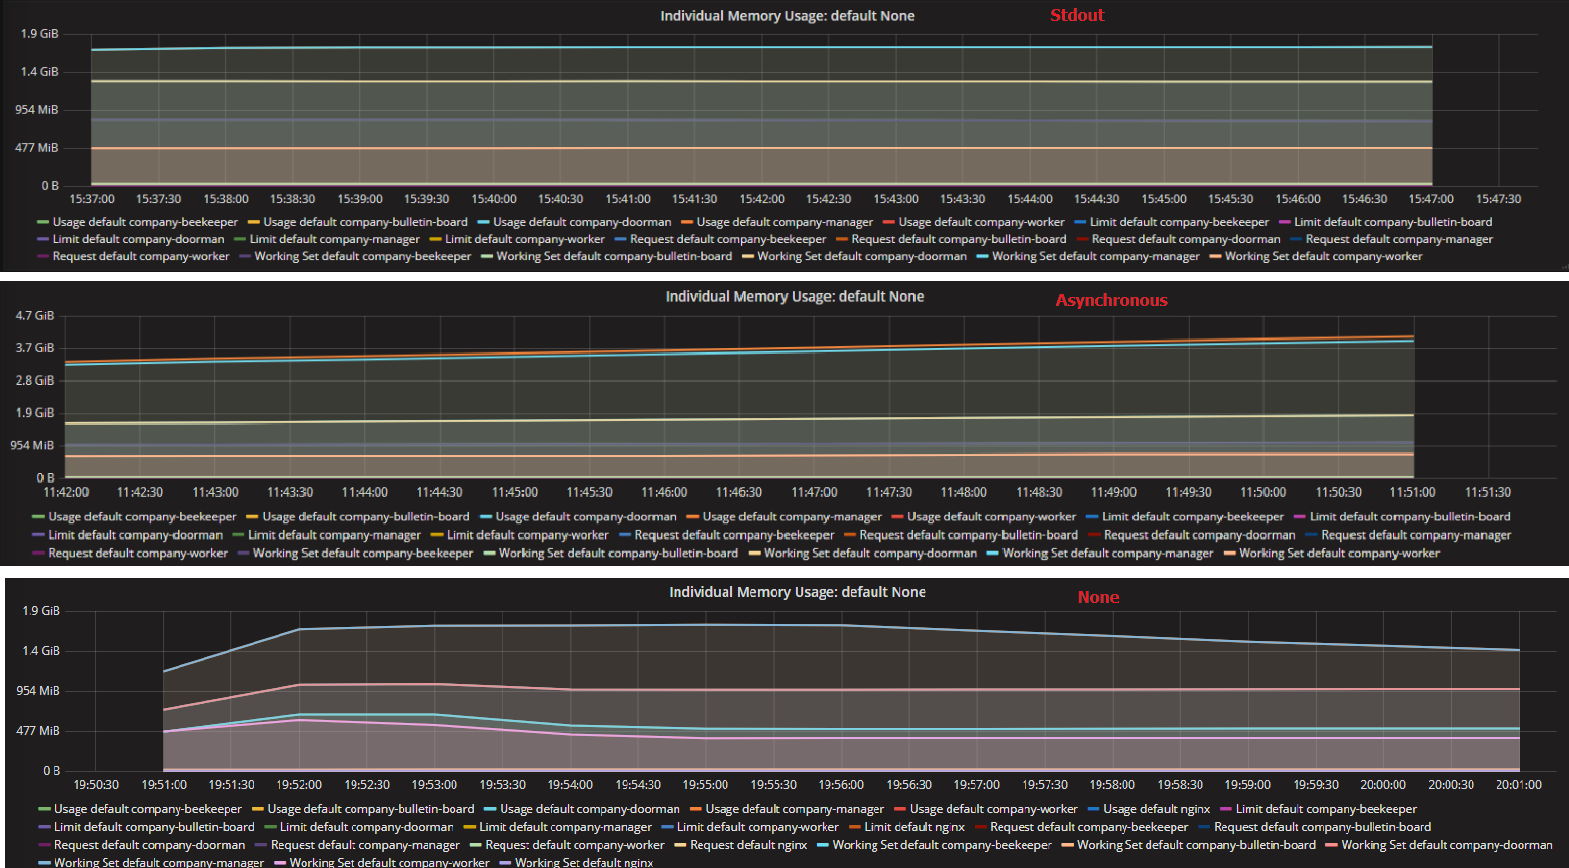 Individual Memory Usage: default None
Stdout
1.9 GiB
1.4 GiB
954 MiB
477 MiB
0 B
15:37:00 15:37:30 15:38:00 15:38:30 15:39:00 15:39:30 15:40:00 15:40:30 15:41:00 15:41:30 15:42:00 15:42:30 15:43:00 15:43:30 15:44:00 15:44:30 15:45:00 15:45:30 15:46:00 15:46:30 15:47:00 15:47:30
Usage default company-beekeeper Usage default company-bulletin-board Usage default company-doorman Usage default company-manager Usage default company-worker Limit default company-beekeeper Limit default company-bulletin-board
Limit default company-doorman Limit default company-manager Limit default company-worker Request default company-beekeeper Request default company-bulletin-board Request default company-doorman Request default company-manager
Request default company-worker Working Set default company-beekeeper Working Set default company-bulletin-board Working Set default company-doorman Working Set default company-manager Working Set default company-worker
Individual Memory Usage: default None
Asynchronous
4.7 GiB
3.7 GiB
2.8 GiB
1.9 GiB
954 MiB
0 B
11:42:00 11:42:30 11:43:00 11:43:30 11:44:00 11:44:30 11:45:00 11:45:30 11:46:00 11:46:30 11:47:00 11:47:30 11:48:00 11:48:30 11:49:00 11:49:30 11:50:00 11:50:30 11:51:00 11:51:30
Usage default company-beekeeper Usage default company-bulletin-board Usage default company-doorman Usage default company-manager Usage default company-worker Limit default company-beekeeper Limit default company-bulletin-board
Limit default company-doorman Limit default company-manager Limit default company-worker Request default company-beekeeper Request default company-bulletin-board Request default company-doorman Request default company-manager
Request default company-worker Working Set default company-beekeeper Working Set default company-bulletin-board Working Set default company-doorman Working Set default company-manager Working Set default company-worker
Individual Memory Usage: default None
None
1.9 GiB
1.4 GiB
954 MiB
477 MiB
0 B
19:50:30 19:51:00 19:51:30 19:52:00 19:52:30 19:53:00 19:53:30 19:54:00 19:54:30 19:55:00 19:55:30 19:56:00 19:56:30 19:57:00 19:57:30 19:58:00 19:58:30 19:59:00 19:59:30 20:00:00 20:00:30 20:01:00
Usage default company-beekeeper Usage default company-bulletin-board Usage default company-doorman Usage default company-manager Usage default company-worker Usage default nginx Limit default company-beekeeper
Limit default company-bulletin-board Limit default company-doorman Limit default company-manager Limit default company-worker Limit default nginx Request default company-beekeeper Request default company-bulletin-board
Request default company-doorman Request default company-manager Request default company-worker Request default nginx Working Set default company-beekeeper Working Set default company-bulletin-board Working Set default company-doorman
Working Set default company-manager Working Set default company-worker Working Set default nginx